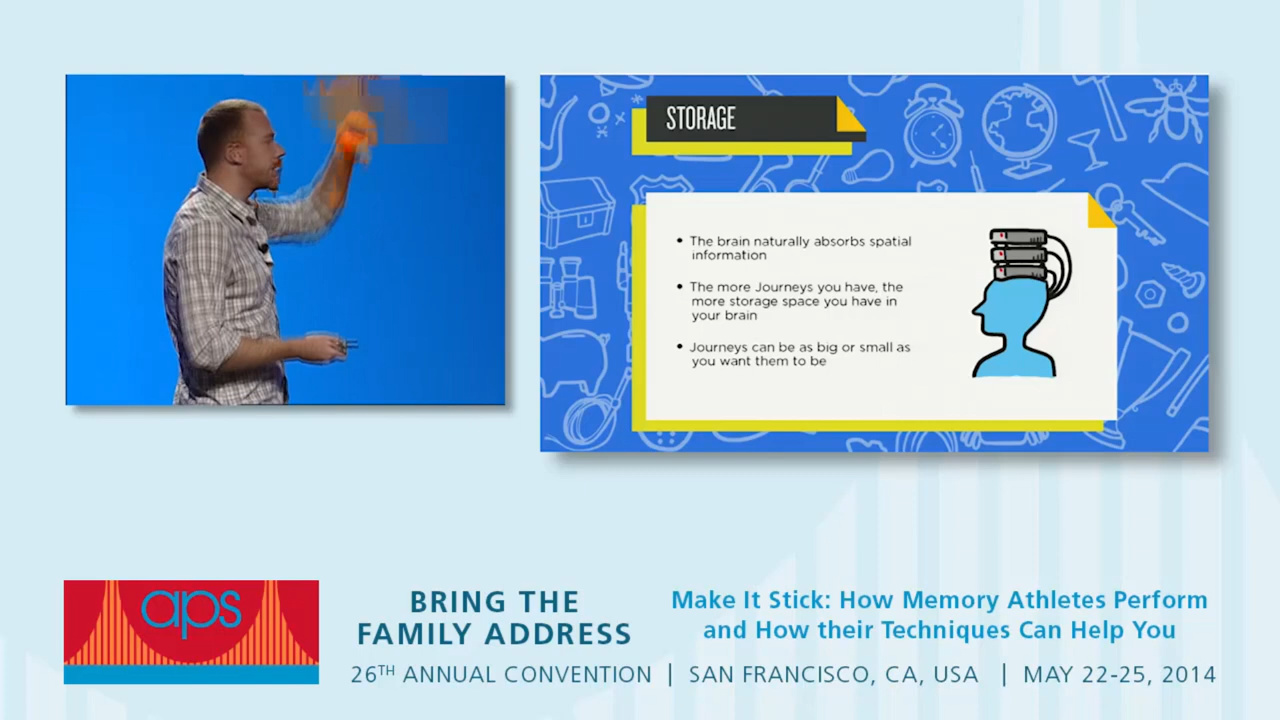 STORAGE
• The brain naturally absorbs spatial
information
• The more Journeys you have, the
more storage space you have in
your brain
• Journeys can be as big or small as
you want them to be
aps
BRING THE
FAMILY ADDRESS
Make It Stick: How Memory Athletes Perform
and How their Techniques Can Help You
26TH ANNUAL CONVENTION | SAN FRANCISCO, CA, USA | MAY 22-25, 2014